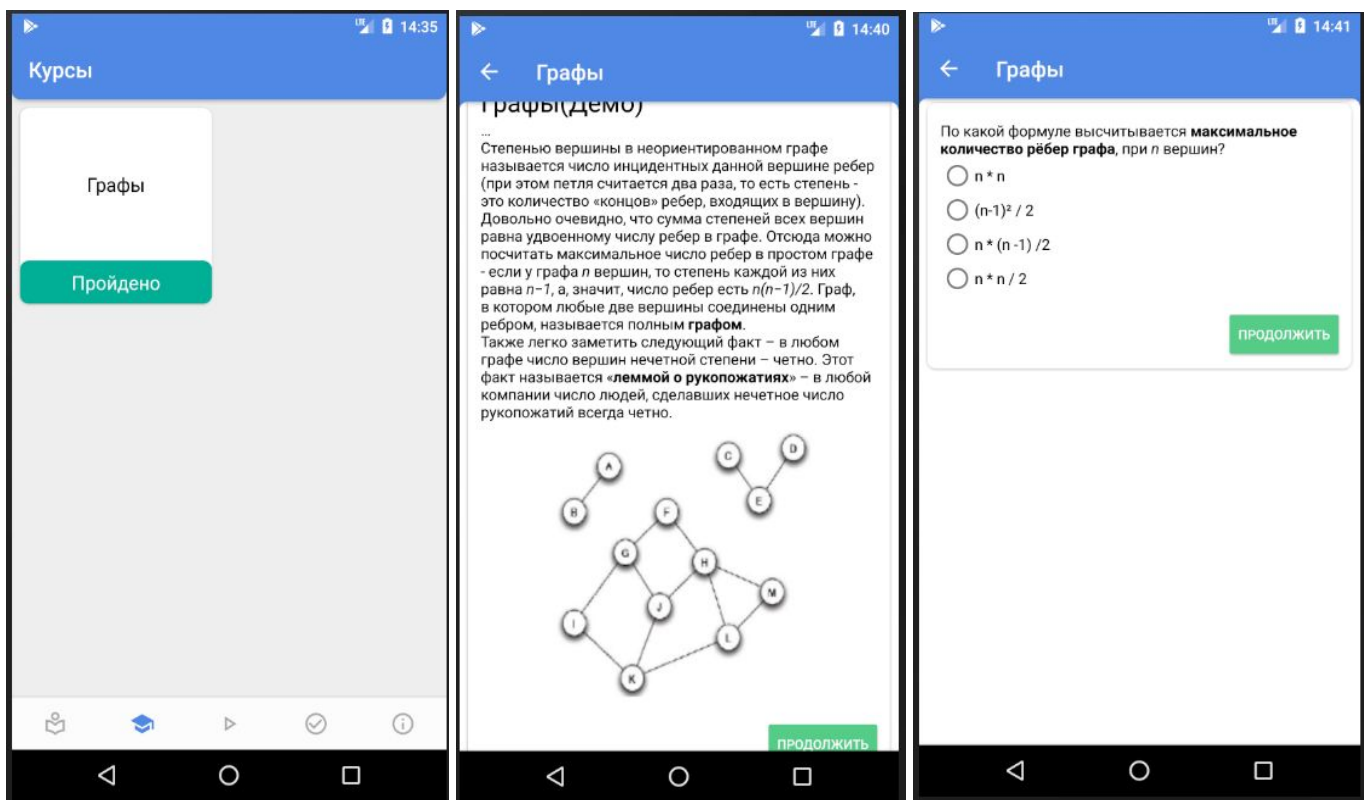 LTE 14:35
Курсы
Графы
Пройдено
LTE 14:40
Графы
Графы(Демо)
...
Степенью вершины в неориентированном графе
называется число инцидентных данной вершине ребер
(при этом петля считается два раза, то есть степень -
это количество «концов» ребер, входящих в вершину).
Довольно очевидно, что сумма степеней всех вершин
равна удвоенному числу ребер в графе. Отсюда можно
посчитать максимальное число ребер в простом графе
- если у графа n вершин, то степень каждой из них
равна n−1, а, значит, число ребер есть n(n−1)/2. Граф,
в котором любые две вершины соединены одним
ребром, называется полным графом.
Также легко заметить следующий факт – в любом
графе число вершин нечетной степени – четно. Этот
факт называется «леммой о рукопожатиях» – в любой
компании число людей, сделавших нечетное число
рукопожатий всегда четно.
A
B
C
D
E
F
G
H
J
M
I
L
K
ПРОДОЛЖИТЬ
LTE 14:41
Графы
По какой формуле высчитывается максимальное
количество рёбер графа, при n вершин?
n * n
(n-1)² / 2
n * (n -1) /2
n * n / 2
ПРОДОЛЖИТЬ